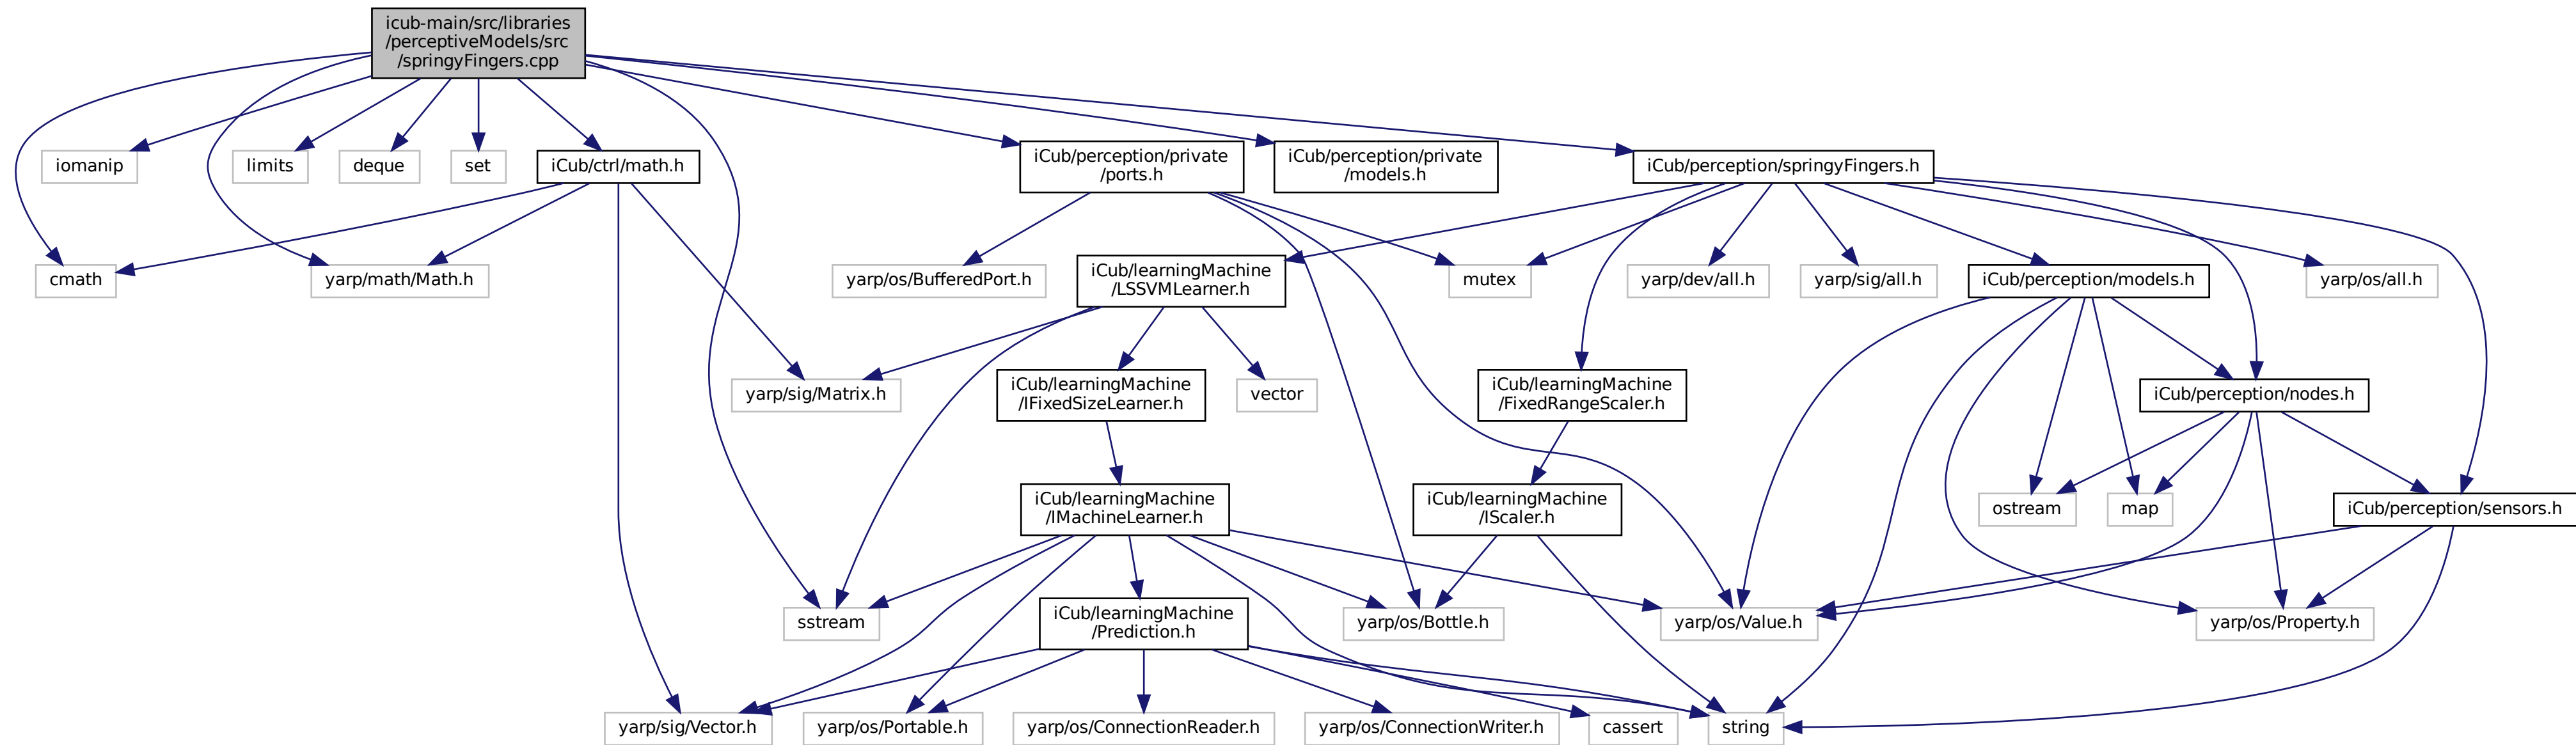 icub-main/src/libraries
/perceptiveModels/src
/springyFingers.cpp
iomanip
limits
deque
set
iCub/ctrl/math.h
iCub/perception/private
/ports.h
iCub/perception/private
/models.h
iCub/perception/springyFingers.h
cmath
yarp/math/Math.h
yarp/os/BufferedPort.h
iCub/learningMachine
/LSSVMLearner.h
mutex
yarp/dev/all.h
yarp/sig/all.h
iCub/perception/models.h
yarp/os/all.h
yarp/sig/Matrix.h
iCub/learningMachine
/IFixedSizeLearner.h
vector
iCub/learningMachine
/FixedRangeScaler.h
iCub/perception/nodes.h
iCub/learningMachine
/IMachineLearner.h
iCub/learningMachine
/IScaler.h
ostream
map
iCub/perception/sensors.h
sstream
iCub/learningMachine
/Prediction.h
yarp/os/Bottle.h
yarp/os/Value.h
yarp/os/Property.h
yarp/sig/Vector.h
yarp/os/Portable.h
yarp/os/ConnectionReader.h
yarp/os/ConnectionWriter.h
cassert
string